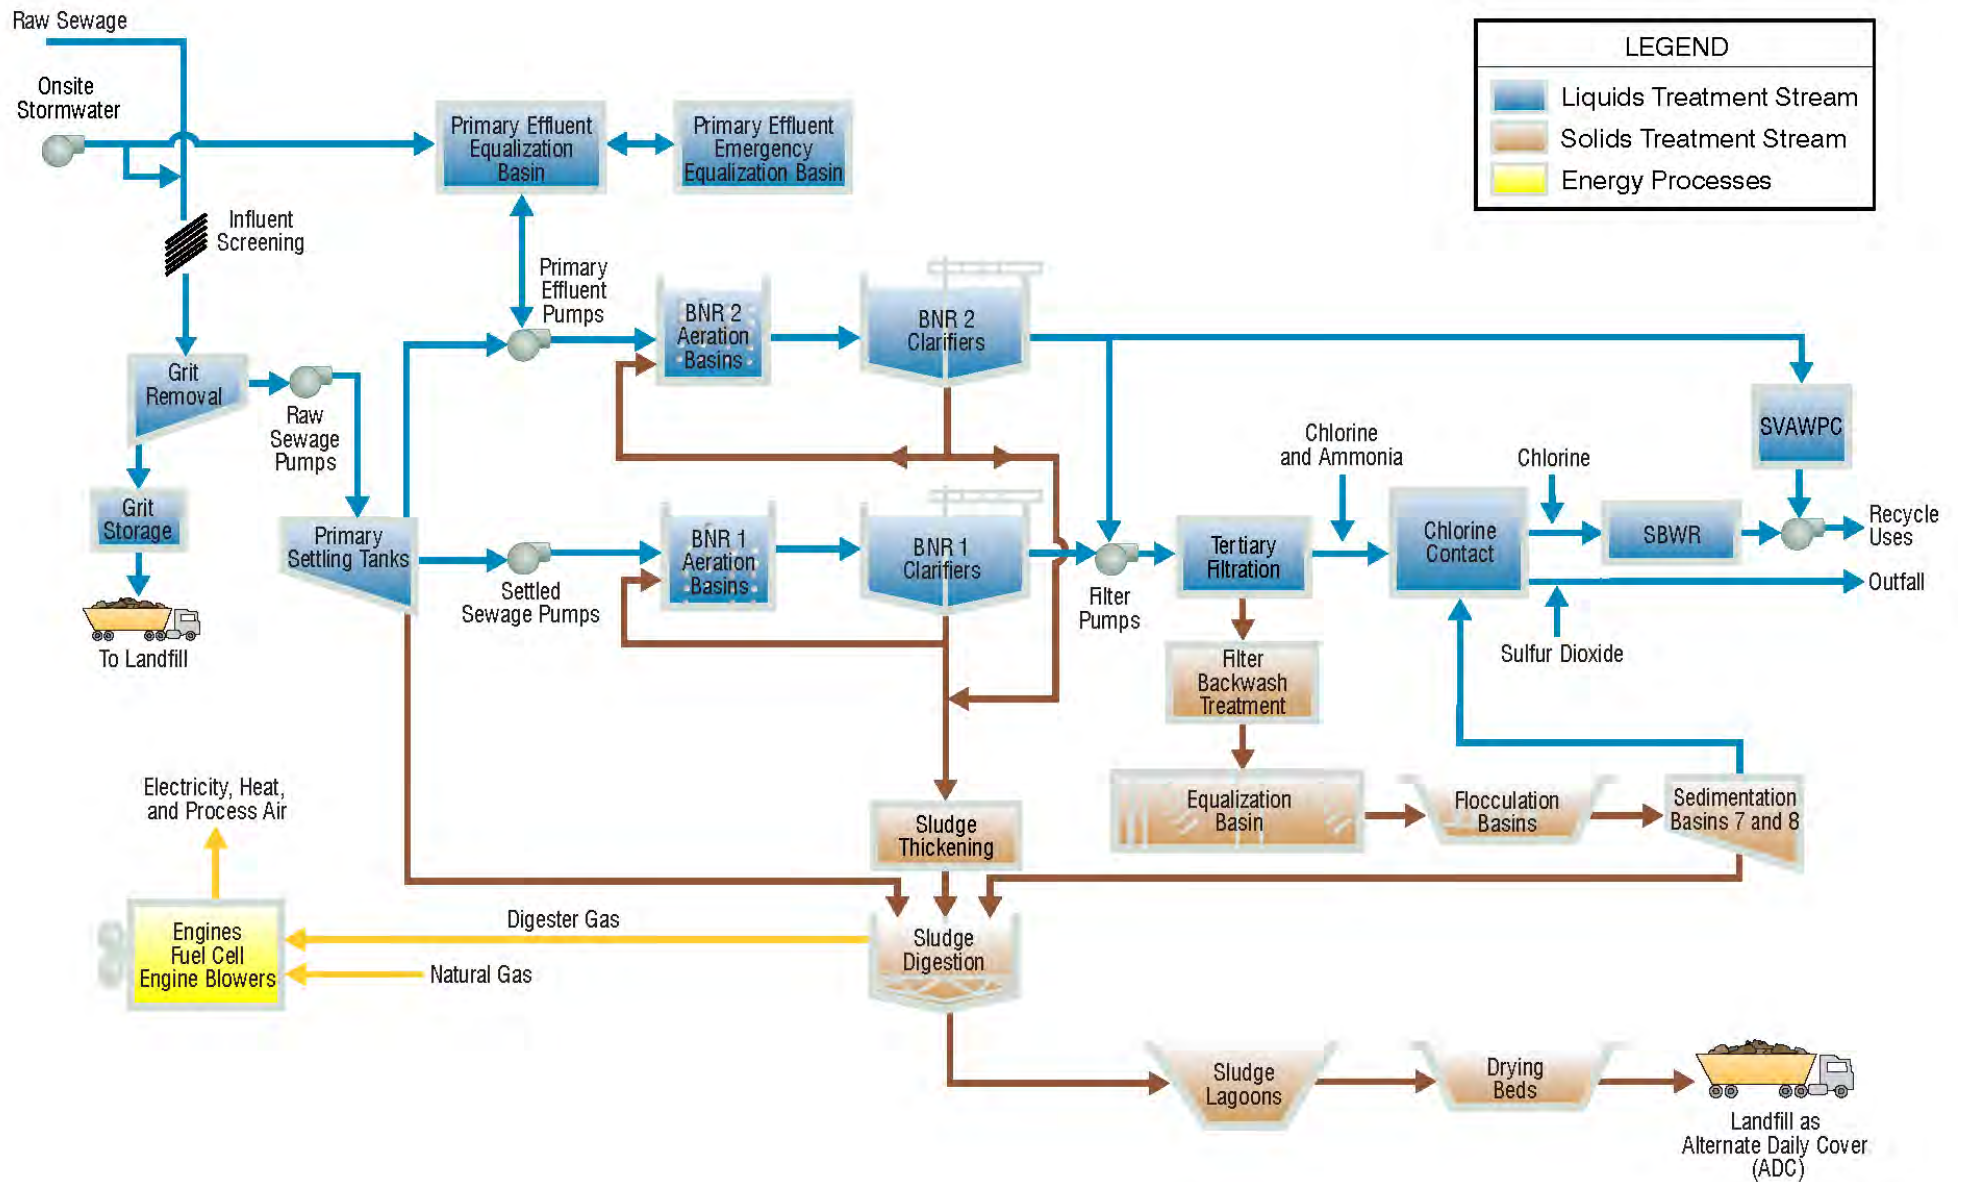 Raw Sewage
Onsite
Stormwater
LEGEND
Liquids Treatment Stream
Solids Treatment Stream
Energy Processes
Primary Effluent
Equalization
Basin
Primary Effluent
Emergency
Equalization Basin
Influent
Screening
Primary
Effluent
Pumps
BNR 2
Aeration
Basins
BNR 2
Clarifiers
Grit
Removal
Raw
Sewage
Pumps
SVAWPC
Chlorine
and Ammonia
Chlorine
Grit
Storage
Primary
Settling Tanks
Settled
Sewage Pumps
BNR 1
Aeration
Basins
BNR 1
Clarifiers
Filter
Pumps
Tertiary
Filtration
Chlorine
Contact
SBWR
Recycle
Uses
Outfall
Sulfur Dioxide
To Landfill
Filter
Backwash
Treatment
Electricity, Heat,
and Process Air
Sludge
Thickening
Equalization
Basin
Flocculation
Basins
Sedimentation
Basins 7 and 8
Engines
Fuel Cell
Engine Blowers
Digester Gas
Natural Gas
Sludge
Digestion
Sludge
Lagoons
Drying
Beds
Landfill as
Alternate Daily Cover
(ADC)